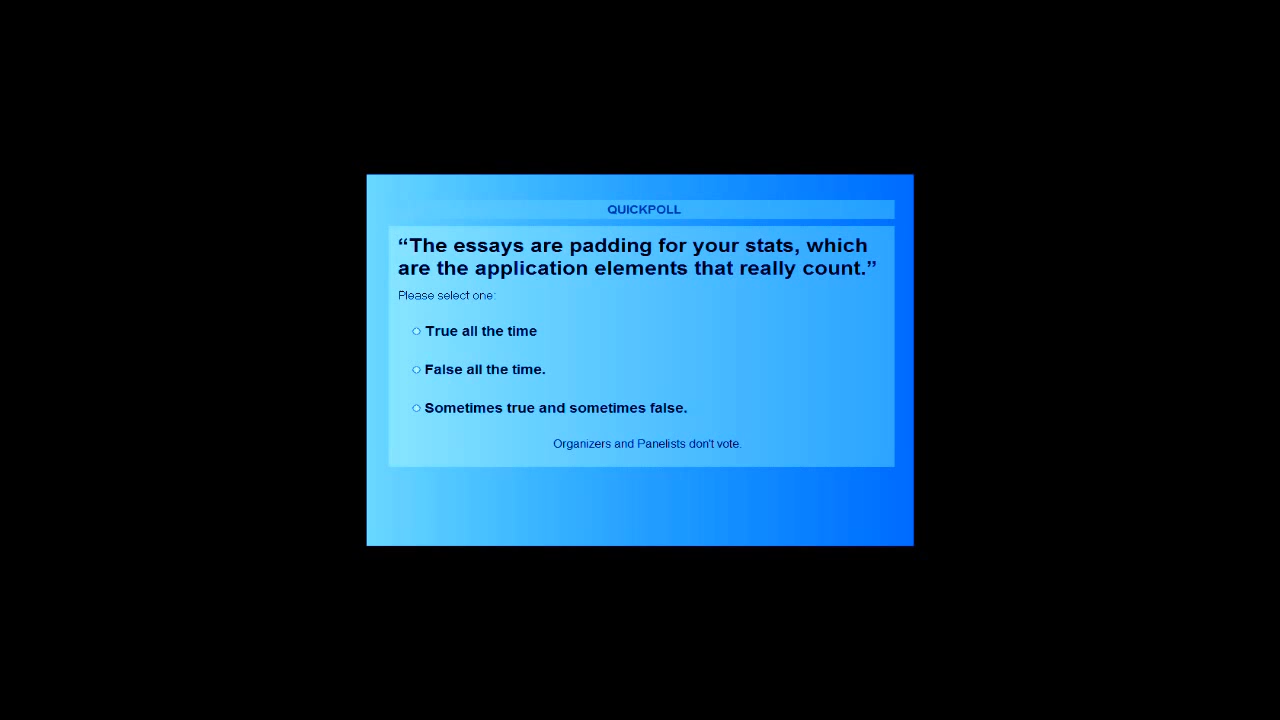 QUICKPOLL
“The essays are padding for your stats, which
are the application elements that really count.”
Please select one:
True all the time
False all the time.
Sometimes true and sometimes false.
Organizers and Panelists don't vote.